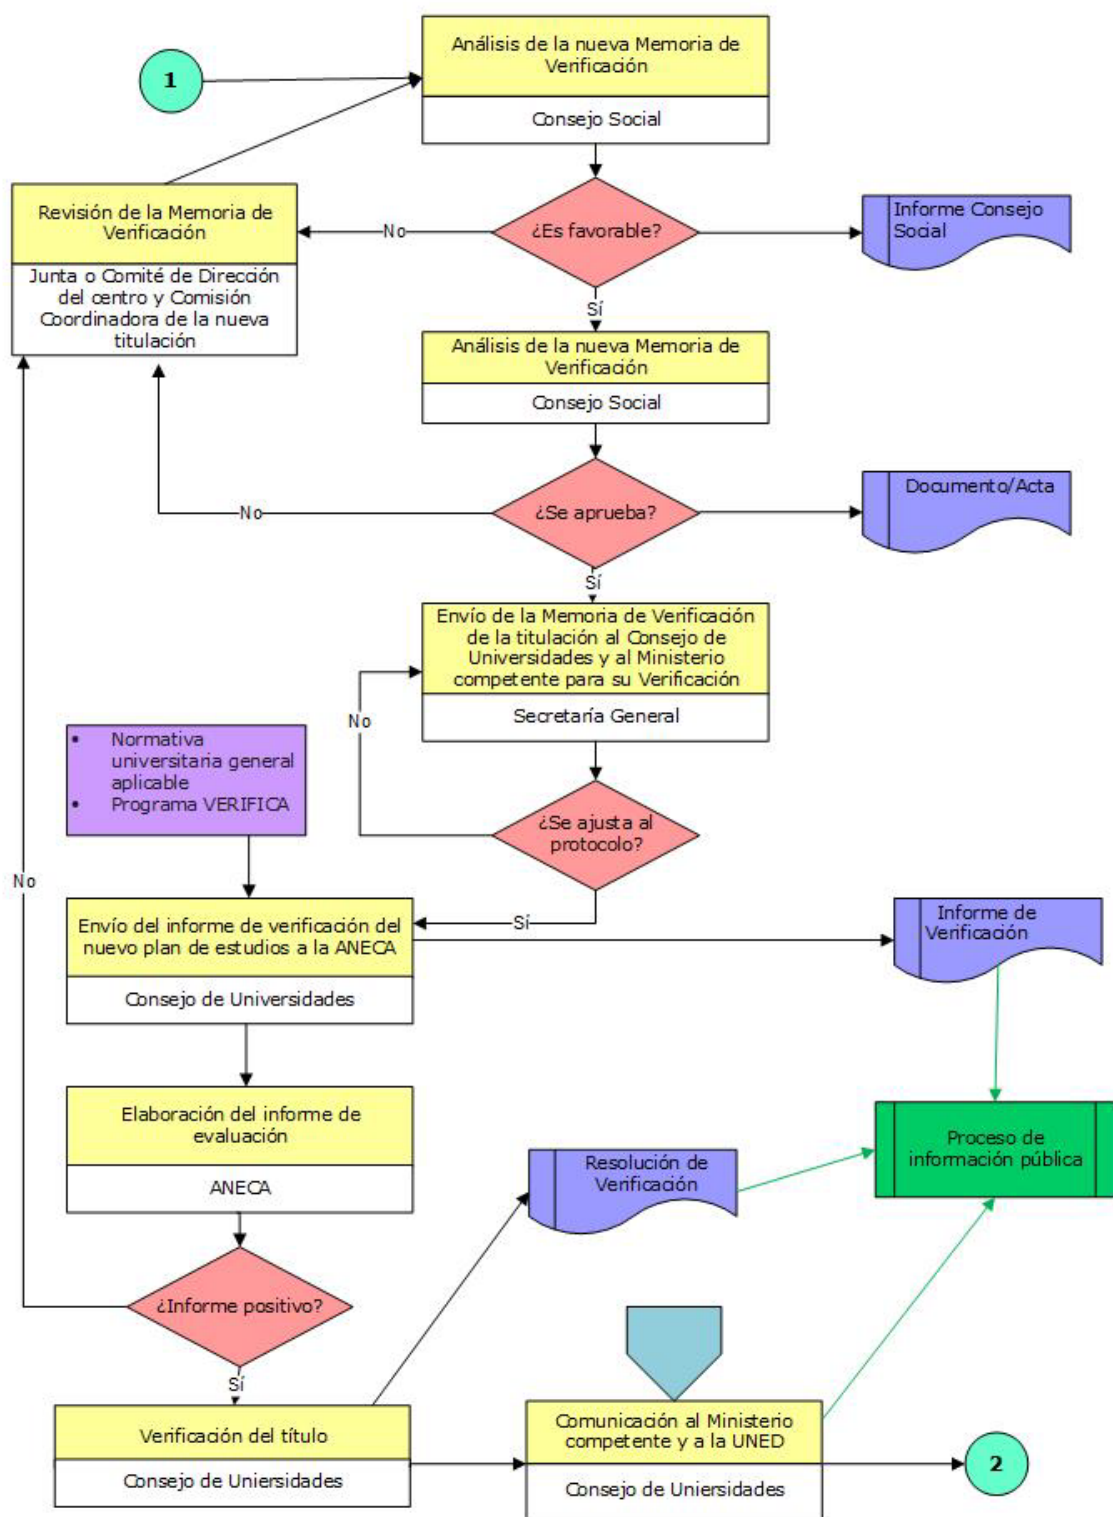 Análisis de la nueva Memoria de
Verificación
Consejo Social
1
Revisión de la Memoria de
Verificación
Junta o Comité de Dirección
del centro y Comisión
Coordinadora de la nueva
titulación
No
¿Es favorable?
Informe Consejo
Social
Sí
Análisis de la nueva Memoria de
Verificación
Consejo Social
No
¿Se aprueba?
Documento/Acta
Sí
Envío de la Memoria de Verificación
de la titulación al Consejo de
Universidades y al Ministerio
competente para su Verificación
Secretaría General
No
• Normativa
universitaria general
aplicable
• Programa VERIFICA
¿Se ajusta al
protocolo?
No
Sí
Envío del informe de verificación del
nuevo plan de estudios a la ANECA
Consejo de Universidades
Informe de
Verificación
Elaboración del informe de
evaluación
ANECA
Resolución de
Verificación
Proceso de
información pública
¿Informe positivo?
Sí
Verificación del título
Consejo de Uniersidades
Comunicación al Ministerio
competente y a la UNED
Consejo de Uniersidades
2